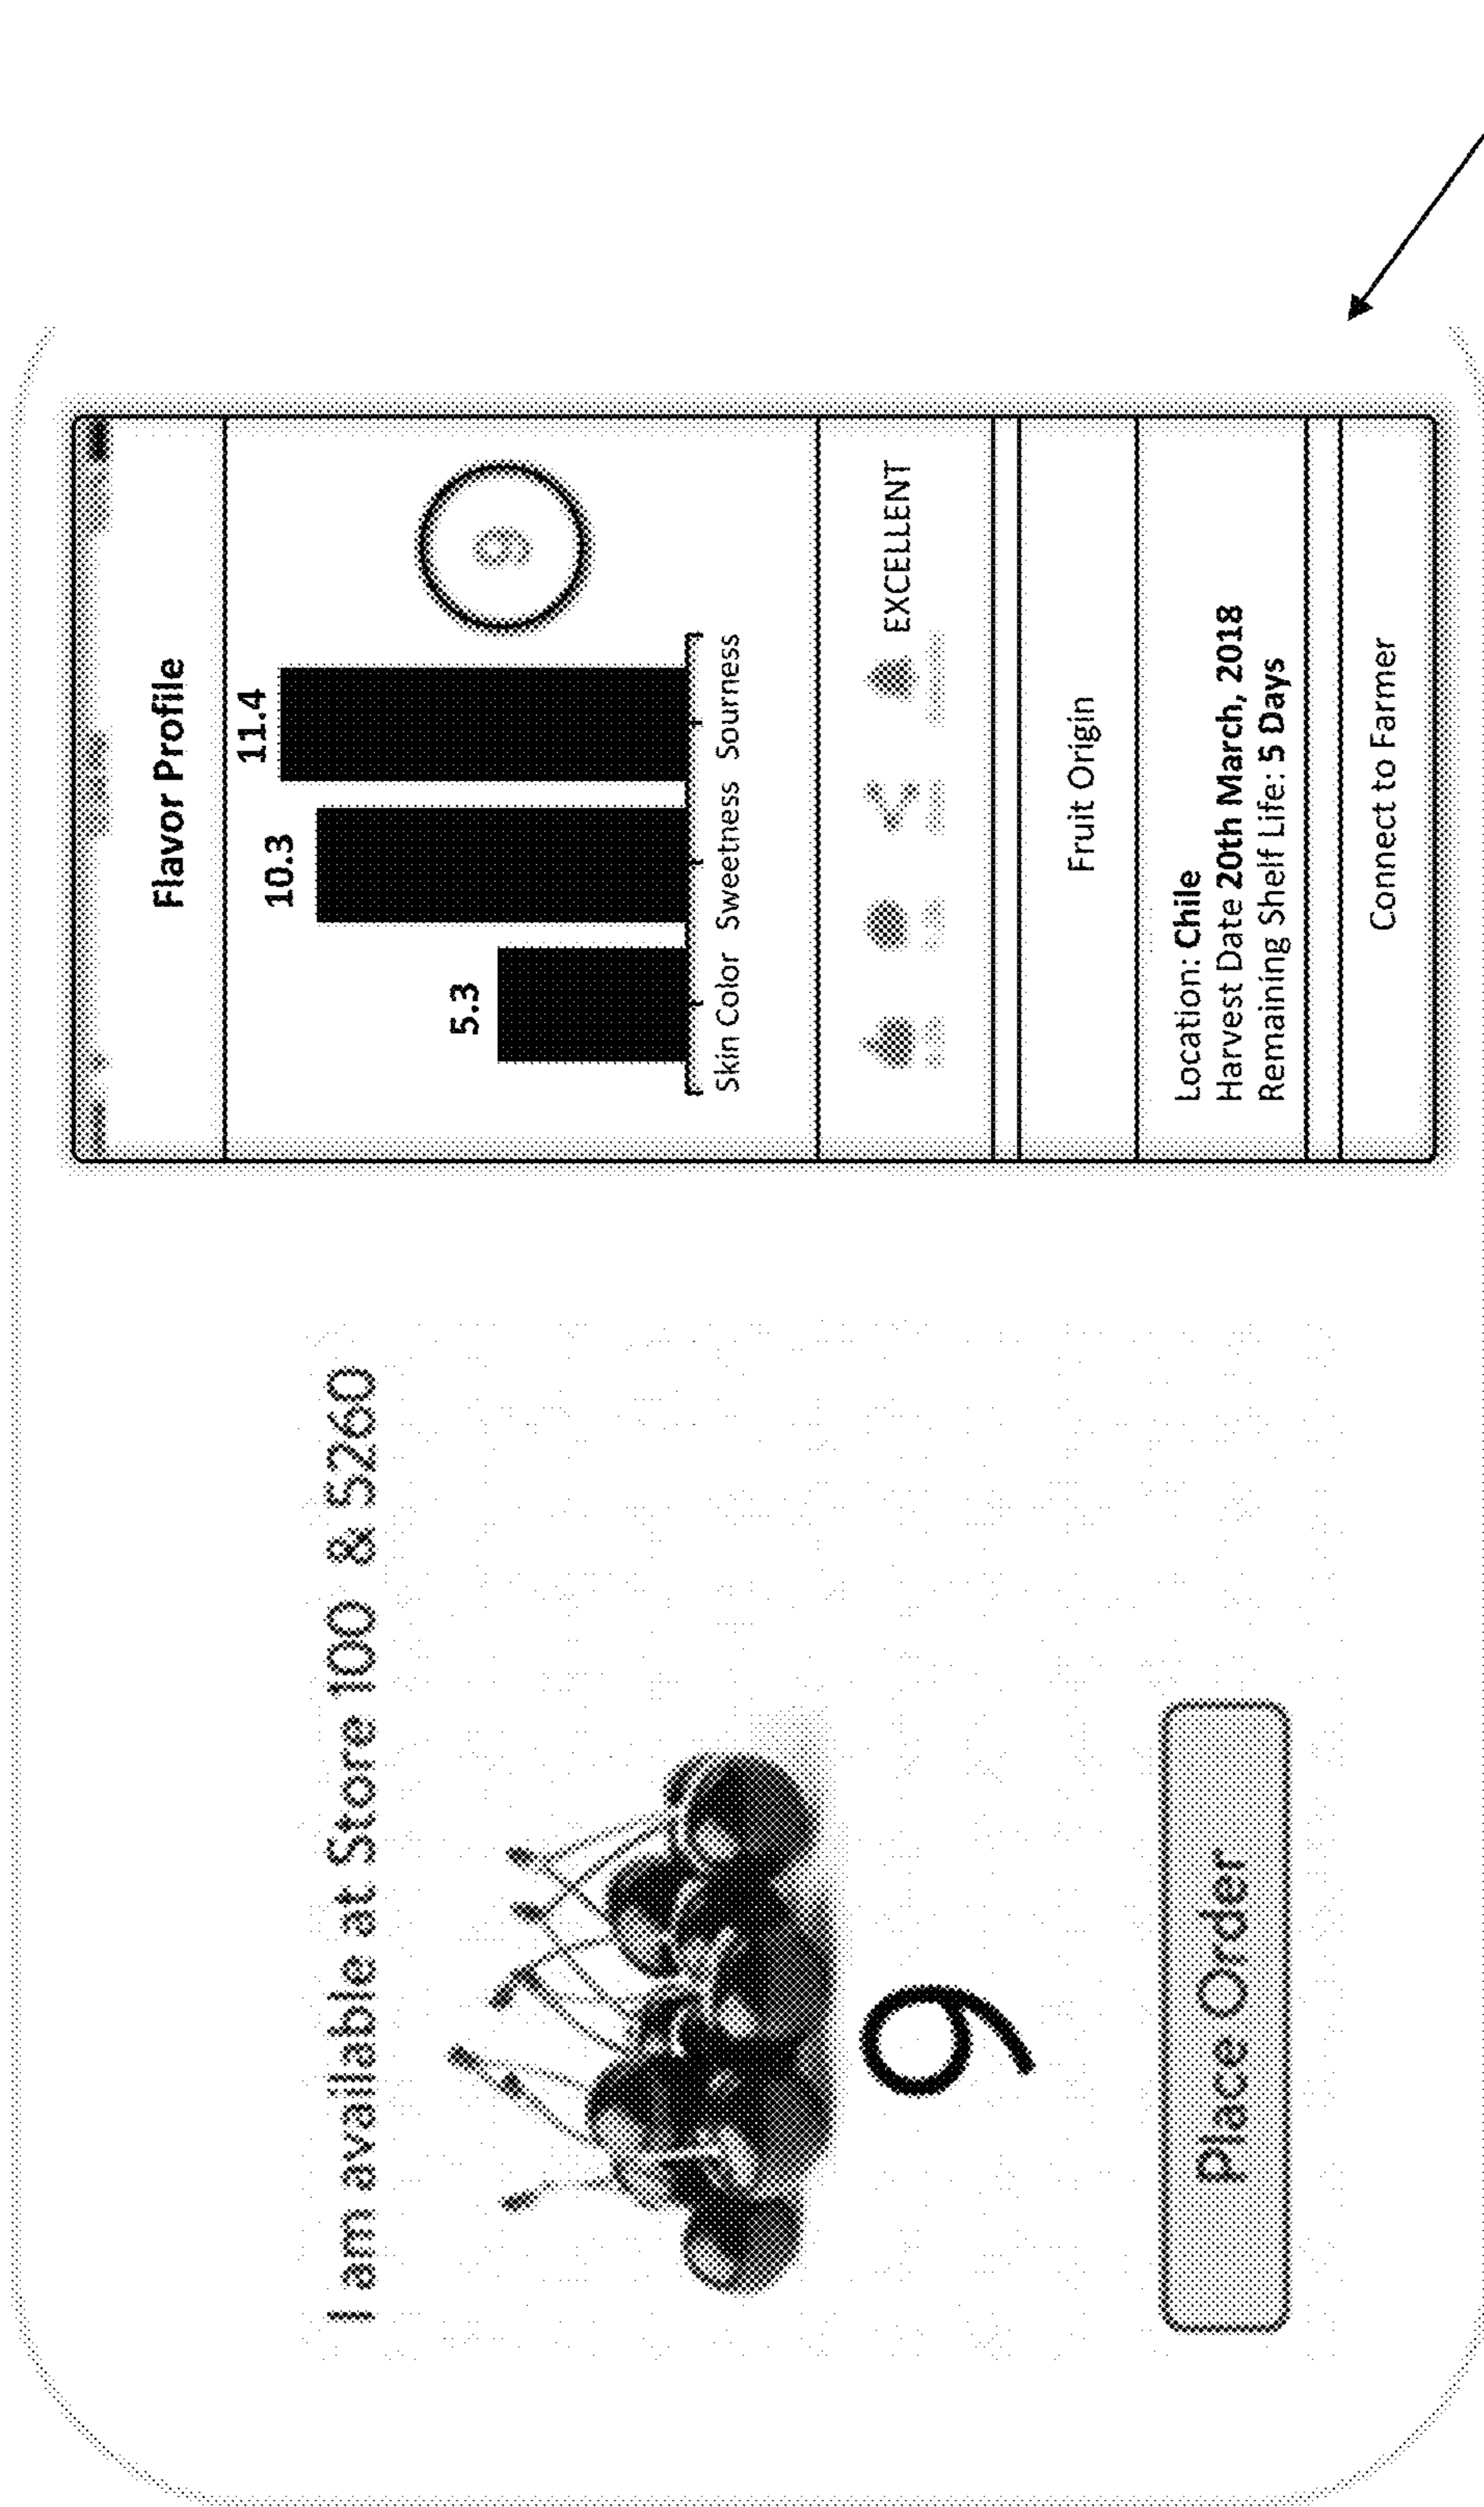 I am available at Store 100 & 5260
9
Place Order
Flavor Profile
5.3
10.3
11.4
Skin Color
Sweetness
Sourness
9
EXCELLENT
Fruit Origin
Location: Chile
Harvest Date 20th March, 2018
Remaining Shelf Life: 5 Days
Connect to Farmer